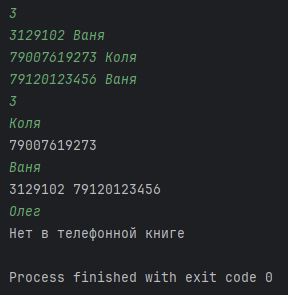 3
3129102 Ваня
79007619273 Коля
79120123456 Ваня
3
Коля
79007619273
Ваня
3129102 79120123456
Олег
Нет в телефонной книге
Process finished with exit code 0